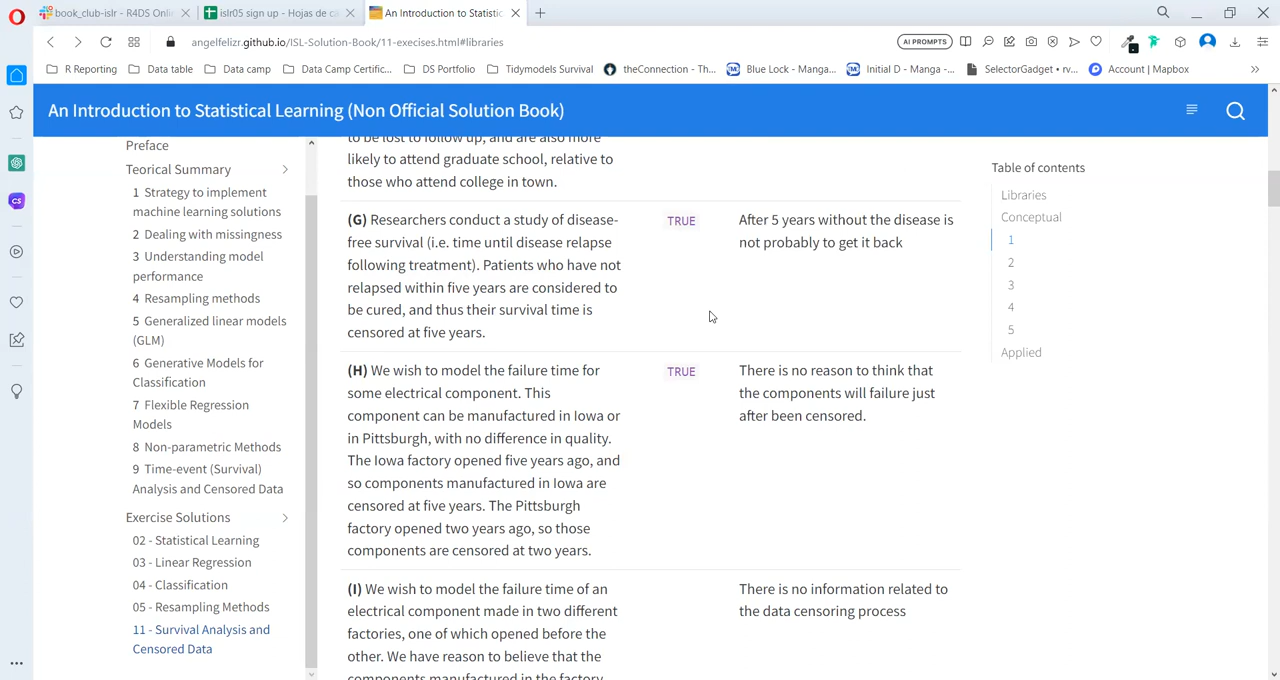 book_club-islr - R4DS Onli
islr05 sign up - Hojas de cá
An Introduction to Statistic
angelfelizr.github.io/ISL-Solution-Book/11-execises.html#libraries
AI PROMPTS
R Reporting
Data table
Data camp
Data Camp Certific...
DS Portfolio
Tidymodels Survival
theConnection - Th...
Blue Lock - Manga...
Initial D - Manga -...
SelectorGadget • rv...
Account | Mapbox
An Introduction to Statistical Learning (Non Official Solution Book)
Preface
Teorical Summary
1 Strategy to implement
machine learning solutions
2 Dealing with missingness
3 Understanding model
performance
4 Resampling methods
5 Generalized linear models
(GLM)
6 Generative Models for
Classification
7 Flexible Regression
Models
8 Non-parametric Methods
9 Time-event (Survival)
Analysis and Censored Data
Exercise Solutions
02 - Statistical Learning
03 - Linear Regression
04 - Classification
05 - Resampling Methods
11 - Survival Analysis and
Censored Data
to be lost to follow up, and are also more
likely to attend graduate school, relative to
those who attend college in town.
(G) Researchers conduct a study of disease-
free survival (i.e. time until disease relapse
following treatment). Patients who have not
relapsed within five years are considered to
be cured, and thus their survival time is
censored at five years.
TRUE
After 5 years without the disease is
not probably to get it back
(H) We wish to model the failure time for
some electrical component. This
component can be manufactured in Iowa or
in Pittsburgh, with no difference in quality.
The Iowa factory opened five years ago, and
so components manufactured in Iowa are
censored at five years. The Pittsburgh
factory opened two years ago, so those
components are censored at two years.
TRUE
There is no reason to think that
the components will failure just
after been censored.
(I) We wish to model the failure time of an
electrical component made in two different
factories, one of which opened before the
other. We have reason to believe that the
components manufactured in the factory
There is no information related to
the data censoring process
Table of contents
Libraries
Conceptual
1
2
3
4
5
Applied